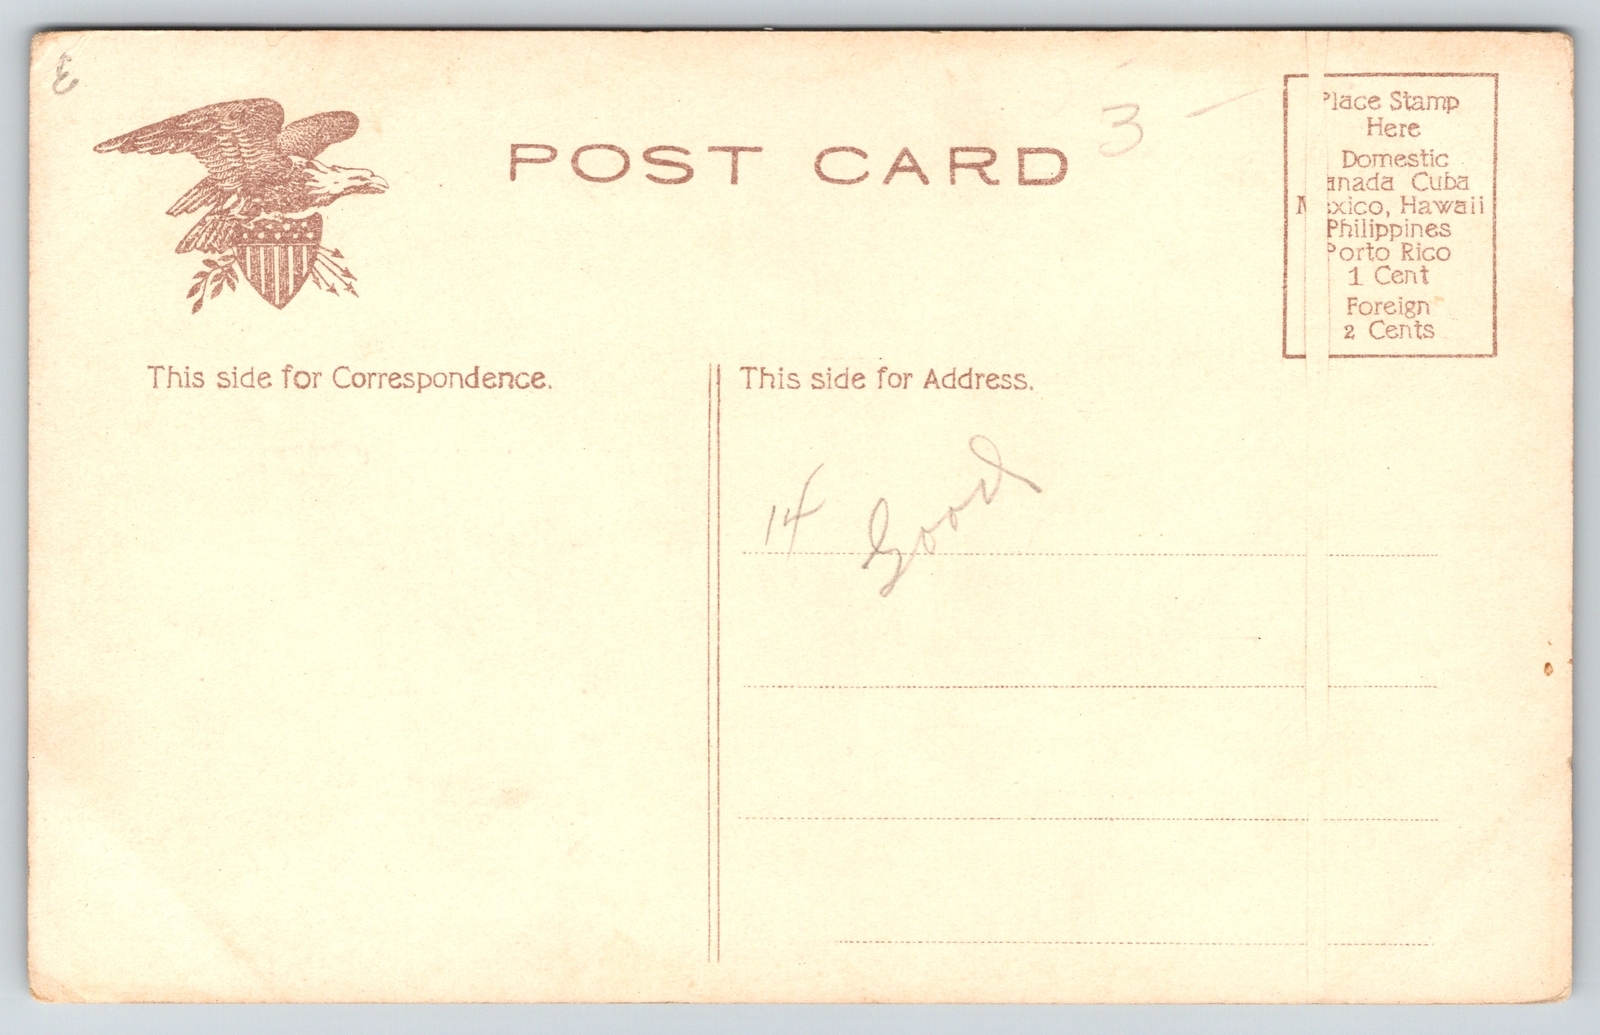 3
POST CARD
3 -
Place Stamp
Here
Domestic
anada Cuba
Mexico, Hawaii
Philippines
Porto Rico
1 Cent
Foreign
2 Cents
This side for Correspondence.
This side for Address.
14 Good